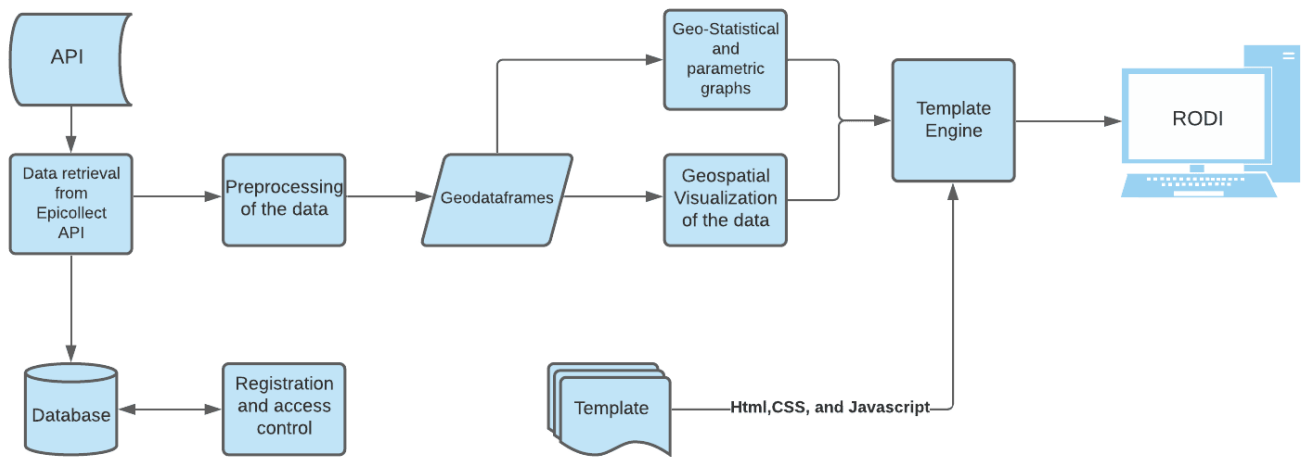 API
Data retrieval
from
Epicollect
API
Preprocessing
of the data
Geodataframes
Geo-Statistical
and
parametric
graphs
Geospatial
Visualization
of the data
Template
Engine
RODI
Database
Registration
and access
control
Template
Html,CSS, and Javascript